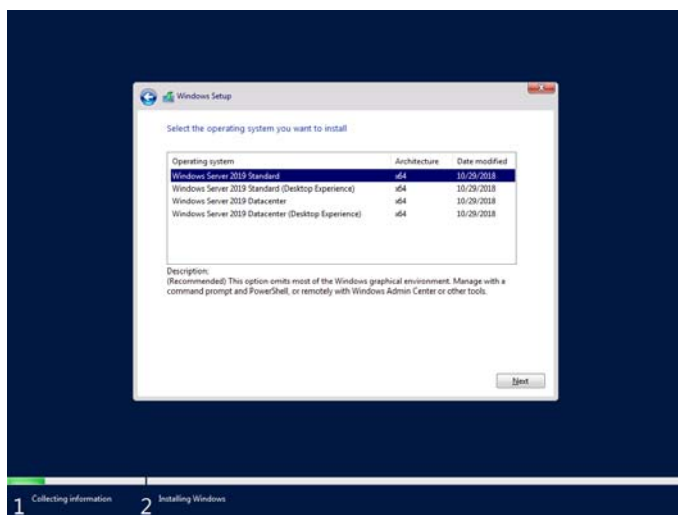 Windows Setup
Select the operating system you want to install
Operating system Architecture Date modified
Windows Server 2019 Standard x64 10/29/2018
Windows Server 2019 Standard (Desktop Experience) x64 10/29/2018
Windows Server 2019 Datacenter x64 10/29/2018
Windows Server 2019 Datacenter (Desktop Experience) x64 10/29/2018
Description:
(Recommended) This option omits most of the Windows graphical environment. Manage with a
command prompt and PowerShell, or remotely with Windows Admin Center or other tools.
Next
1 Collecting information 2 Installing Windows